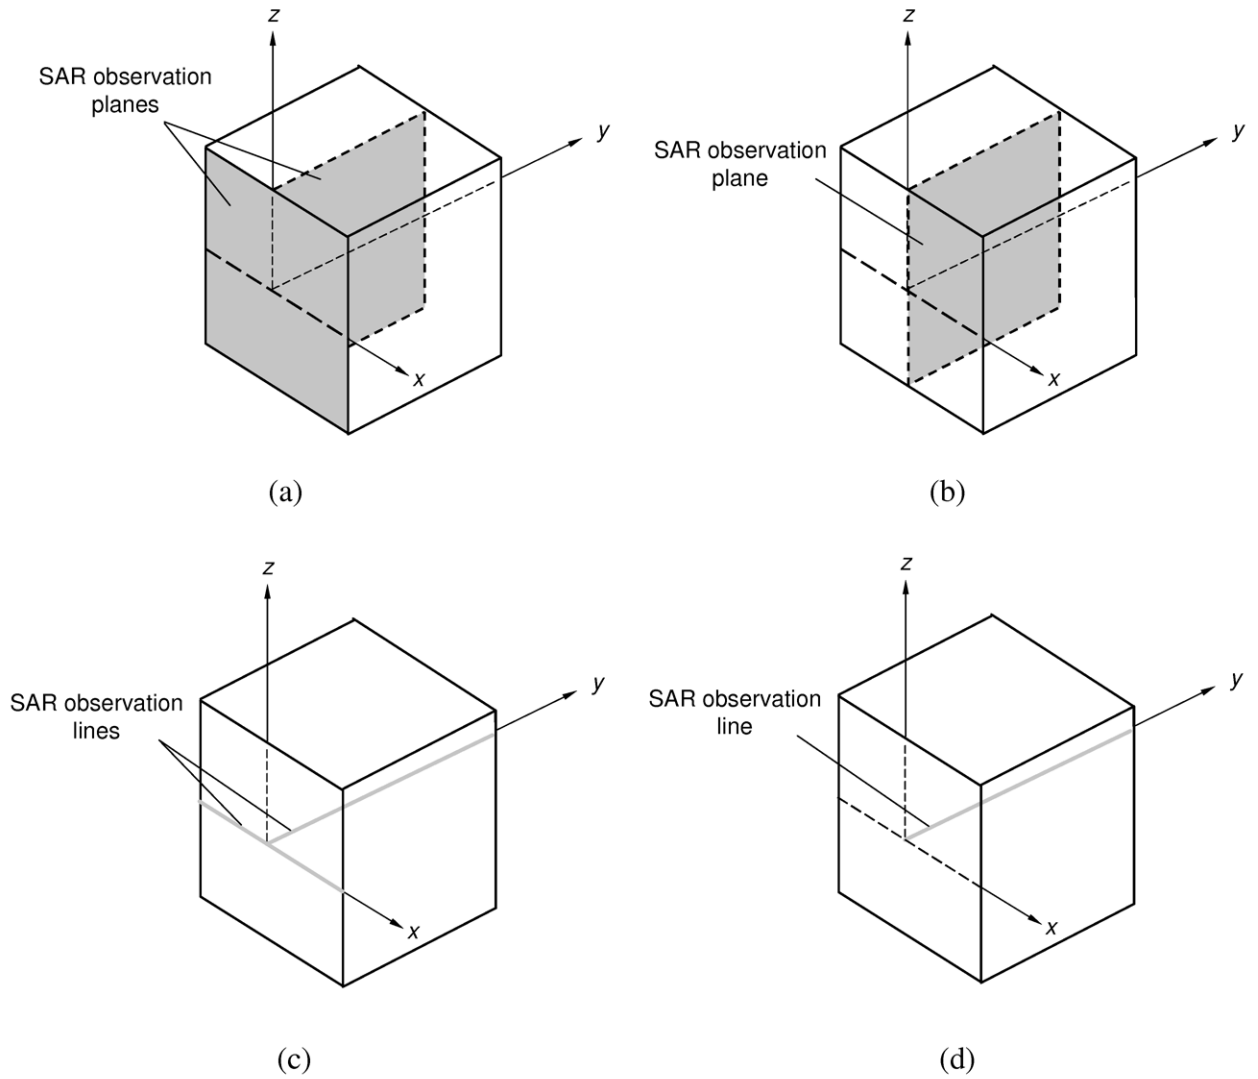 z
SAR observation
planes
y
x
(a)
z
SAR observation
plane
y
x
(b)
z
SAR observation
lines
y
x
(c)
z
SAR observation
line
y
x
(d)